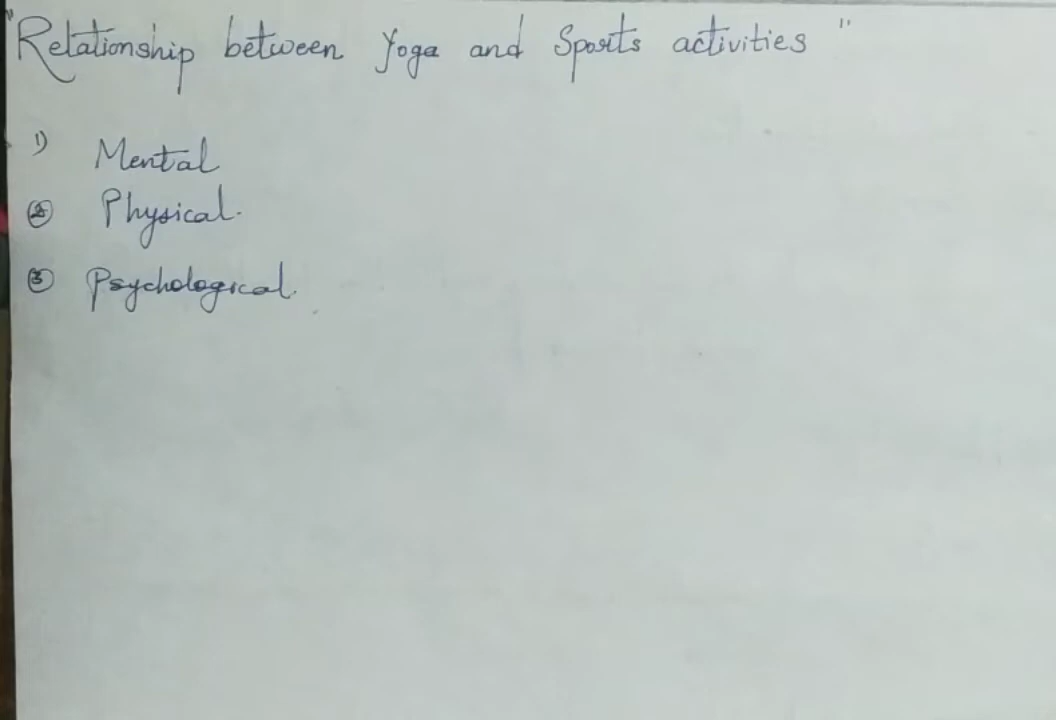 "Relationship between Yoga and Sports activities"
1) Mental
② Physical.
③ Psychological.